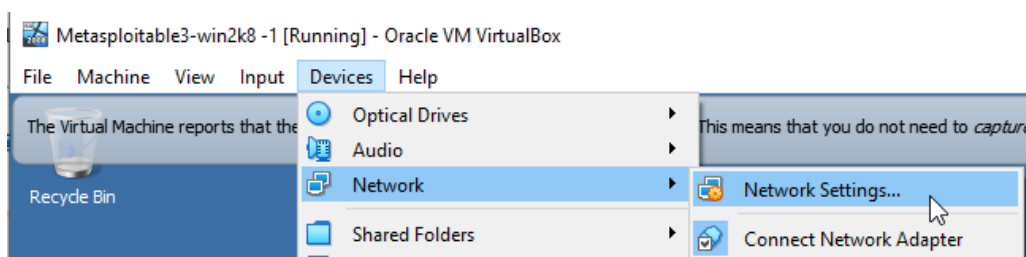 Metasploitable3-win2k8 -1 [Running] - Oracle VM VirtualBox
File Machine View Input Devices Help
The Virtual Machine reports that the
This means that you do not need to
Optical Drives
Audio
Network
Shared Folders
Network Settings...
Connect Network Adapter
Recycle Bin